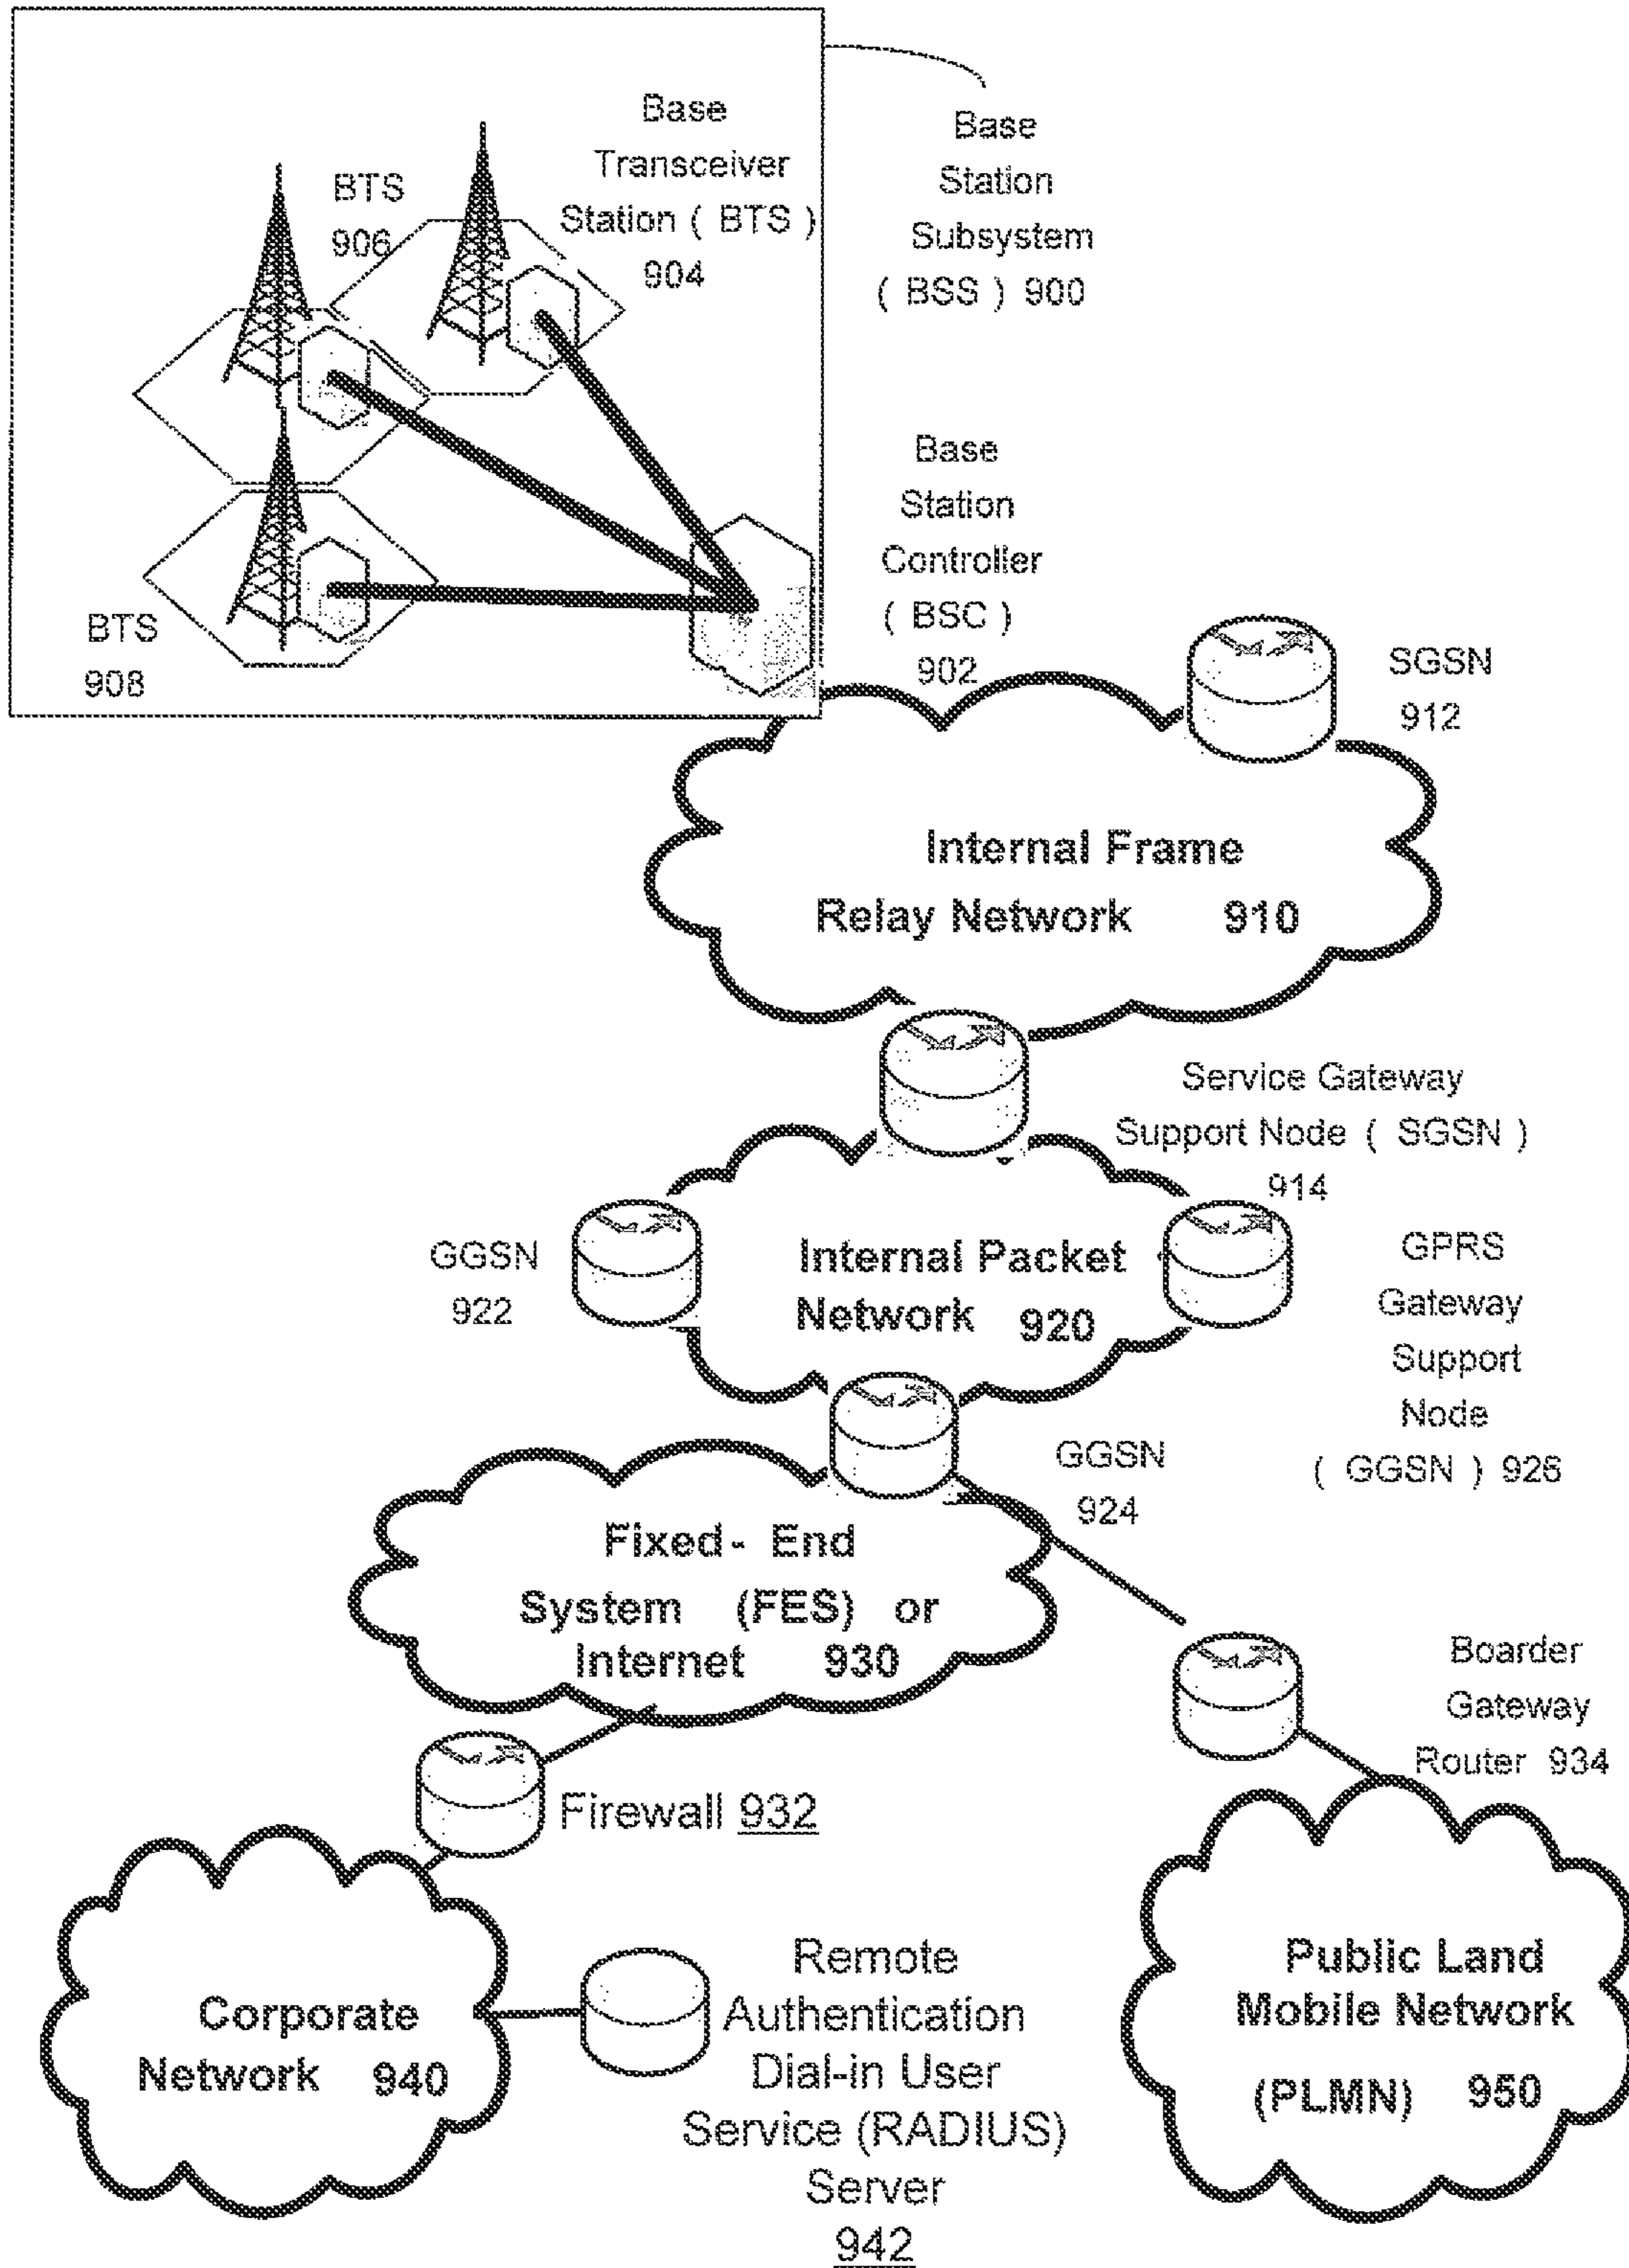 Base
Transceiver
Station ( BTS )
904
BTS
906
BTS
908
Base
Station
Subsystem
( BSS ) 900
Base
Station
Controller
( BSC )
902
SGSN
912
Internal Frame
Relay Network 910
Service Gateway
Support Node ( SGSN )
914
GGSN
922
Internal Packet
Network 920
GPRS
Gateway
Support
Node
( GGSN ) 926
GGSN
924
Fixed- End
System (FES) or
Internet 930
Boarder
Gateway
Router 934
Firewall 932
Corporate
Network 940
Remote
Authentication
Dial-in User
Service (RADIUS)
Server
942
Public Land
Mobile Network
(PLMN) 950